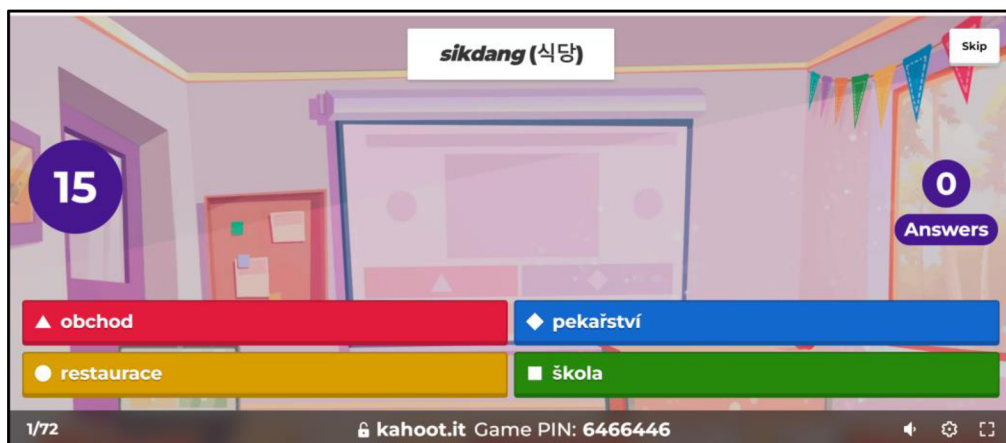 sikdang (식당)
Skip
15
0
Answers
obchod
pekařství
restaurace
škola
1/72
kahoot.it Game PIN: 6466446